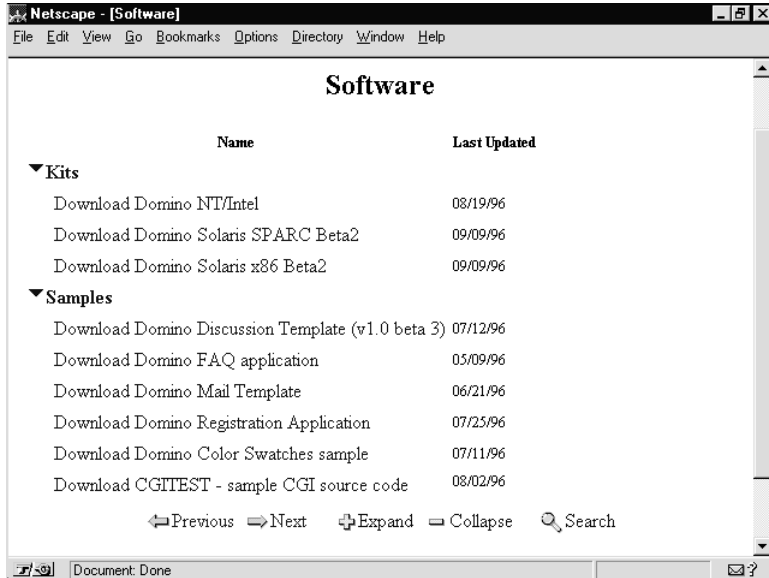 Netscape - [Software]
File Edit View Go Bookmarks Options Directory Window Help
Software
Name Last Updated
Kits
Download Domino NT/Intel 08/19/96
Download Domino Solaris SPARC Beta2 09/09/96
Download Domino Solaris x86 Beta2 09/09/96
Samples
Download Domino Discussion Template (v1.0 beta 3) 07/12/96
Download Domino FAQ application 05/09/96
Download Domino Mail Template 06/21/96
Download Domino Registration Application 07/25/96
Download Domino Color Swatches sample 07/11/96
Download CGITEST - sample CGI source code 08/02/96
Previous Next Expand Collapse Search
Document: Done ?